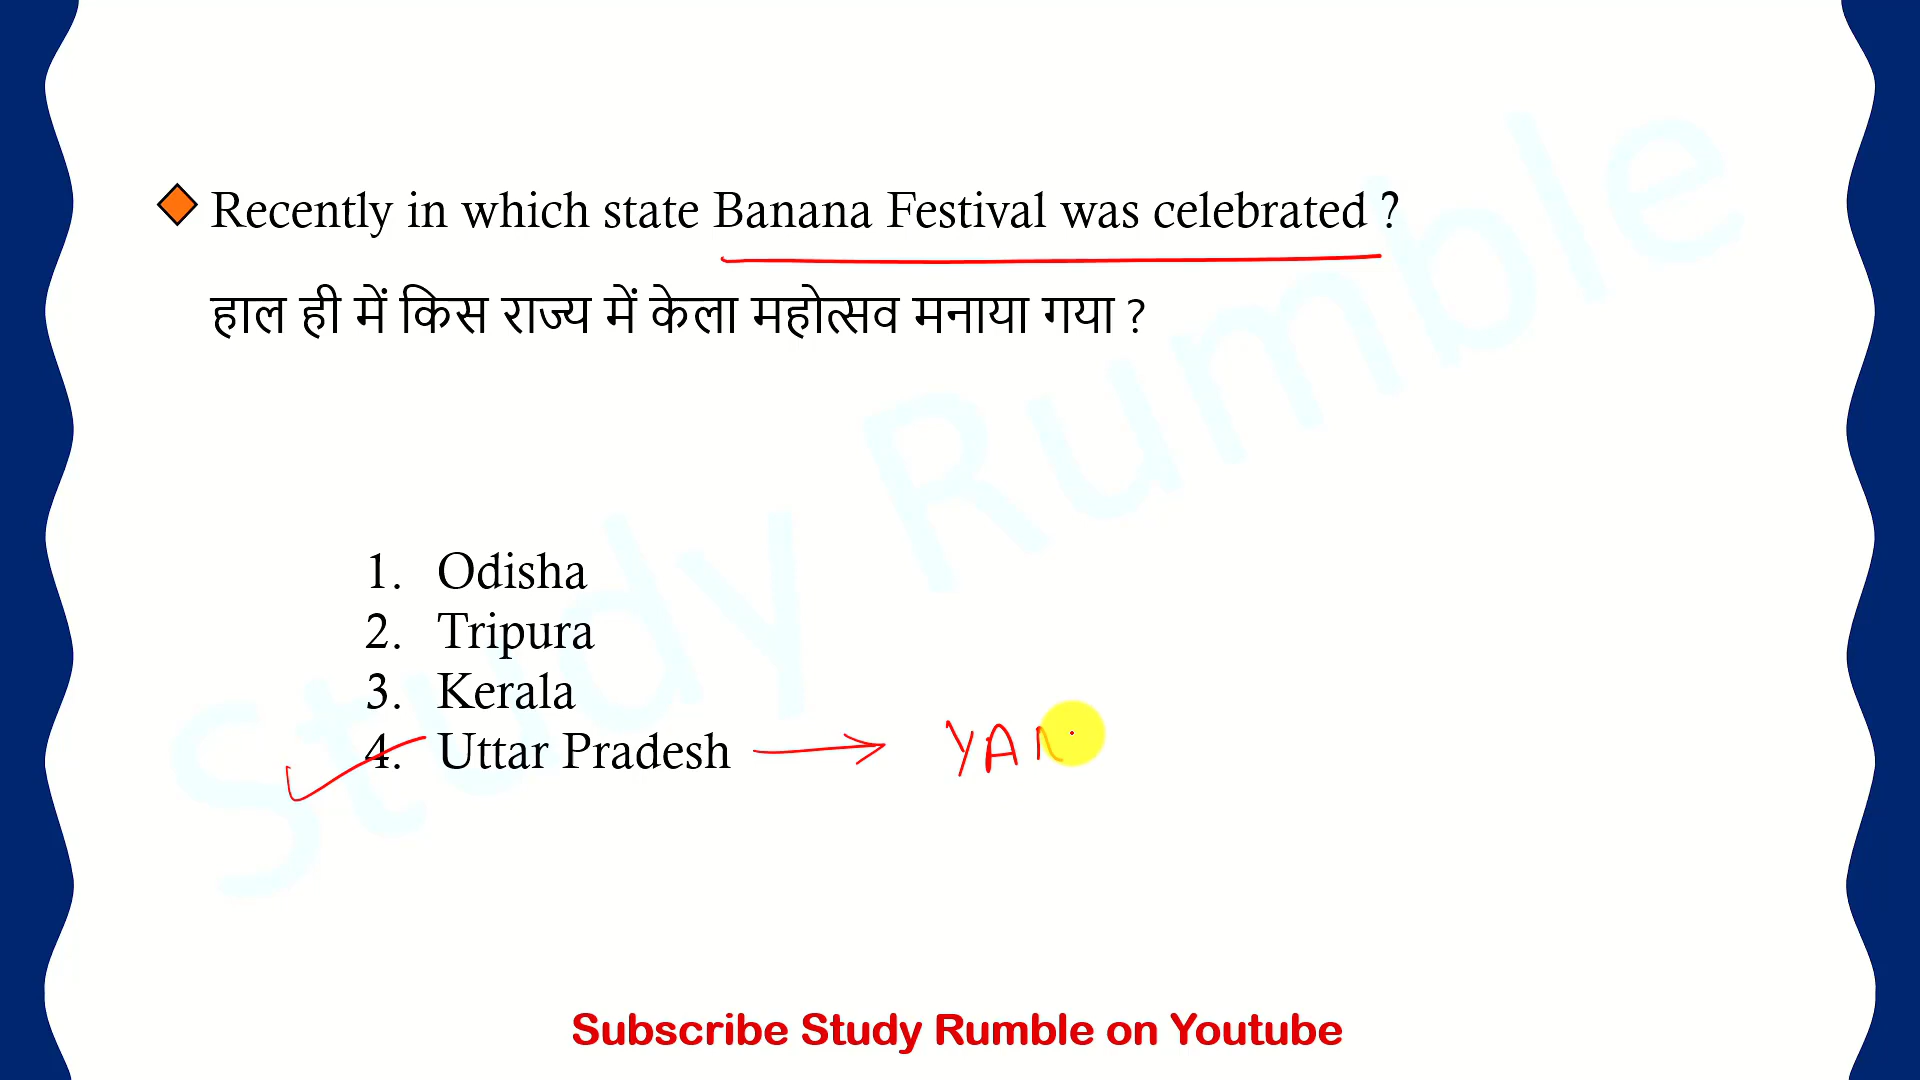 Recently in which state Banana Festival was celebrated ?
हाल ही में किस राज्य में केला महोत्सव मनाया गया ?
1. Odisha
2. Tripura
3. Kerala
4. Uttar Pradesh → YAN
Study Rumble
Subscribe Study Rumble on Youtube